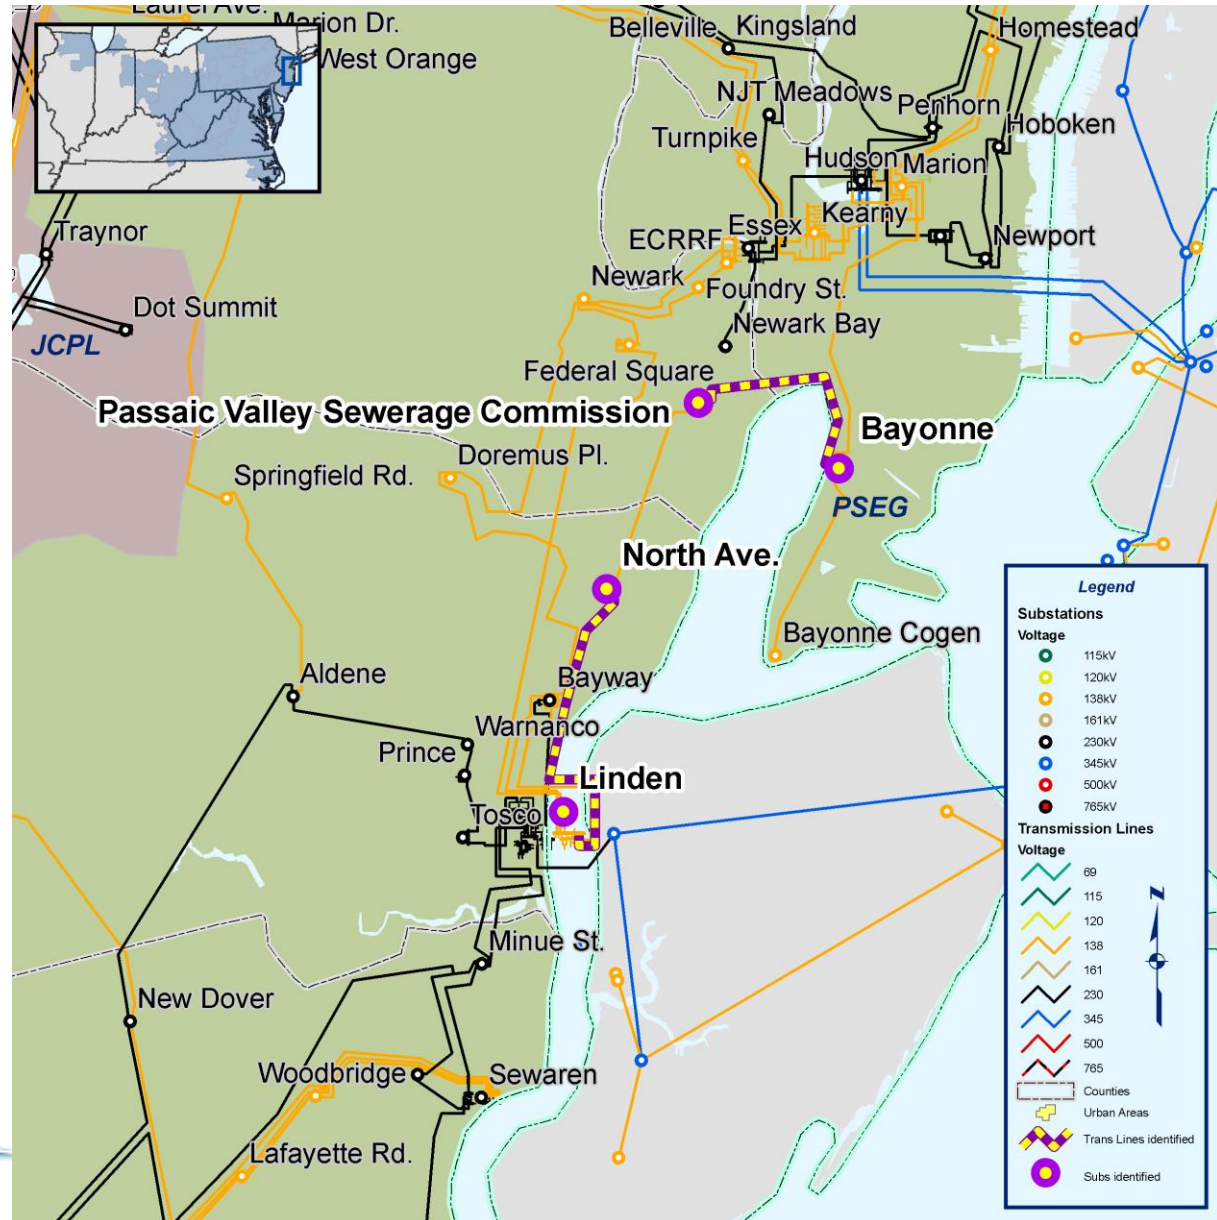 Laurel Ave.
Marion Dr.
West Orange
Belleville
Kingsland
Homestead
NJT Meadows
Penhorn
Hoboken
Turnpike
Hudson
Marion
Traynor
Kearny
Essex
ECRRF
Newport
Newark
Foundry St.
Dot Summit
Newark Bay
JCPL
Federal Square
Passaic Valley Sewerage Commission
Bayonne
Doremus Pl.
Springfield Rd.
PSEG
North Ave.
Bayonne Cogen
Aldene
Bayway
Warnanco
Prince
Linden
Tosco
Minue St.
New Dover
Woodbridge
Sewaren
Lafayette Rd.
Legend
Substations
Voltage
115kV
120kV
138kV
161kV
230kV
345kV
500kV
765kV
Transmission Lines
Voltage
69
115
120
138
161
230
345
500
765
Counties
Urban Areas
Trans Lines identified
Subs identified
N